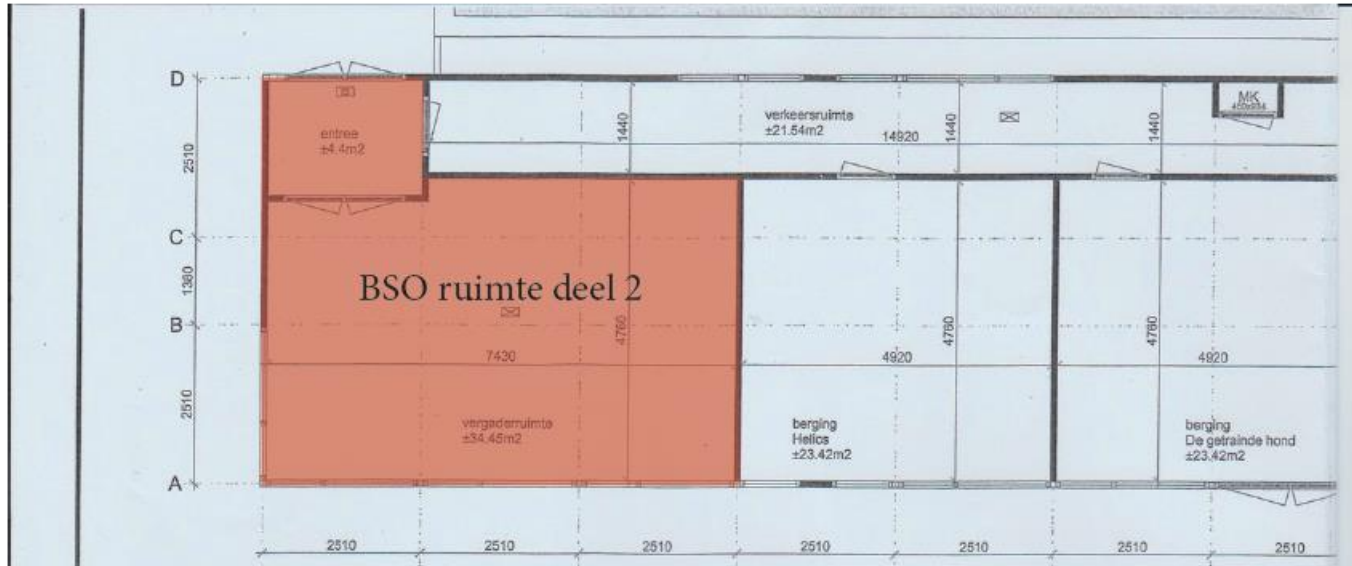 D
MK
450x934
entree
±4.4m2
verkeersruimte
±21.54m2
1440
14920
1440
1440
2510
C
1380
BSO ruimte deel 2
B
4760
4760
4760
7430
4920
4920
2510
vergaderruimte
±34.45m2
berging
Helios
±23.42m2
berging
De getrainde hond
±23.42m2
A
2510
2510
2510
2510
2510
2510
2510